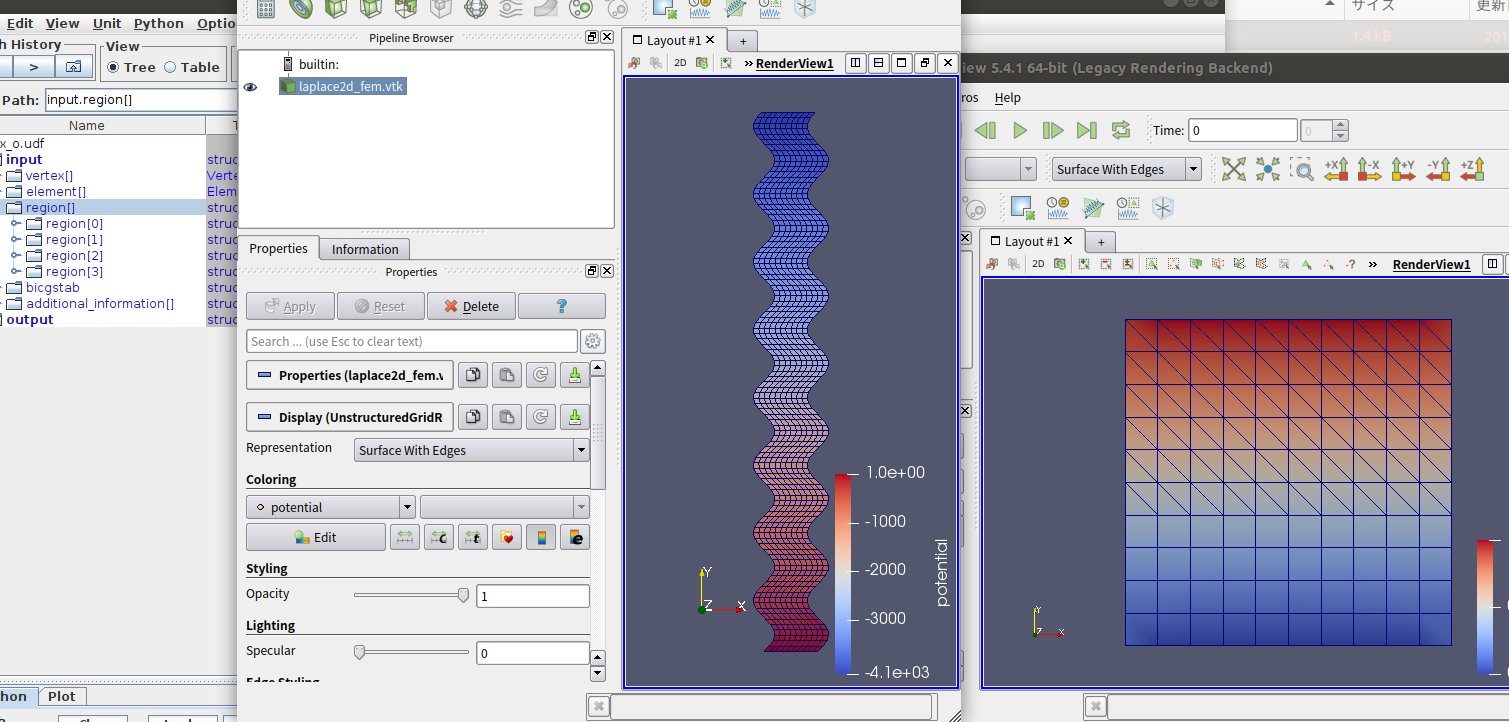 Edit View Unit Python Optio
h History
View
>
Tree Table
Path: input.region[]
Name
x_o.udf
input struc
vertex[] Verte
element[] Elem
region[] struc
region[0] struc
region[1] struc
region[2] struc
region[3] struc
bicgstab struc
additional_information[] struc
output struc
hon Plot
Pipeline Browser
builtin:
laplace2d_fem.vtk
Properties Information
Properties
Apply Reset Delete ?
Search ... (use Esc to clear text)
Properties (laplace2d_fem.v
Display (UnstructuredGridR
Representation Surface With Edges
Coloring
potential
Edit
Styling
Opacity 1
Lighting
Specular 0
Edge Styling
Layout #1 +
2D » RenderView1
1.0e+00
-1000
-2000
-3000
-4.1e+03
potential
Y
Z X
サイズ 更新日
1.4 kB 201
iew 5.4.1 64-bit (Legacy Rendering Backend)
ros Help
Time: 0 0
Surface With Edges
+X -X +Y -Y +Z
Layout #1 +
2D ? » RenderView1
Y
Z X